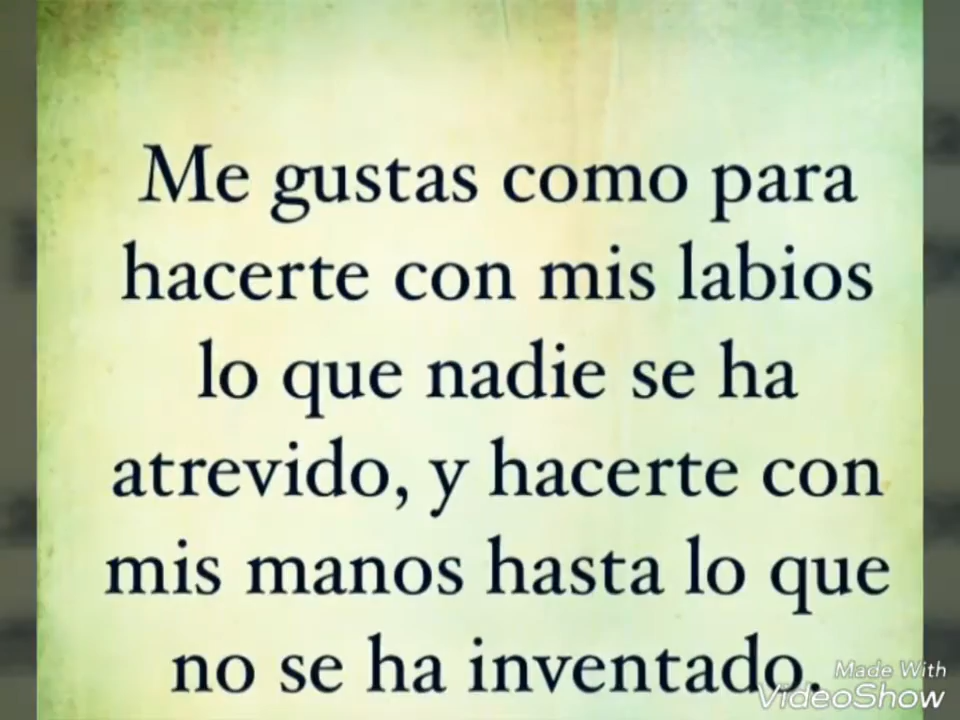 Me gustas como para
hacerte con mis labios
lo que nadie se ha
atrevido, y hacerte con
mis manos hasta lo que
no se ha inventado.
Made With
VideoShow